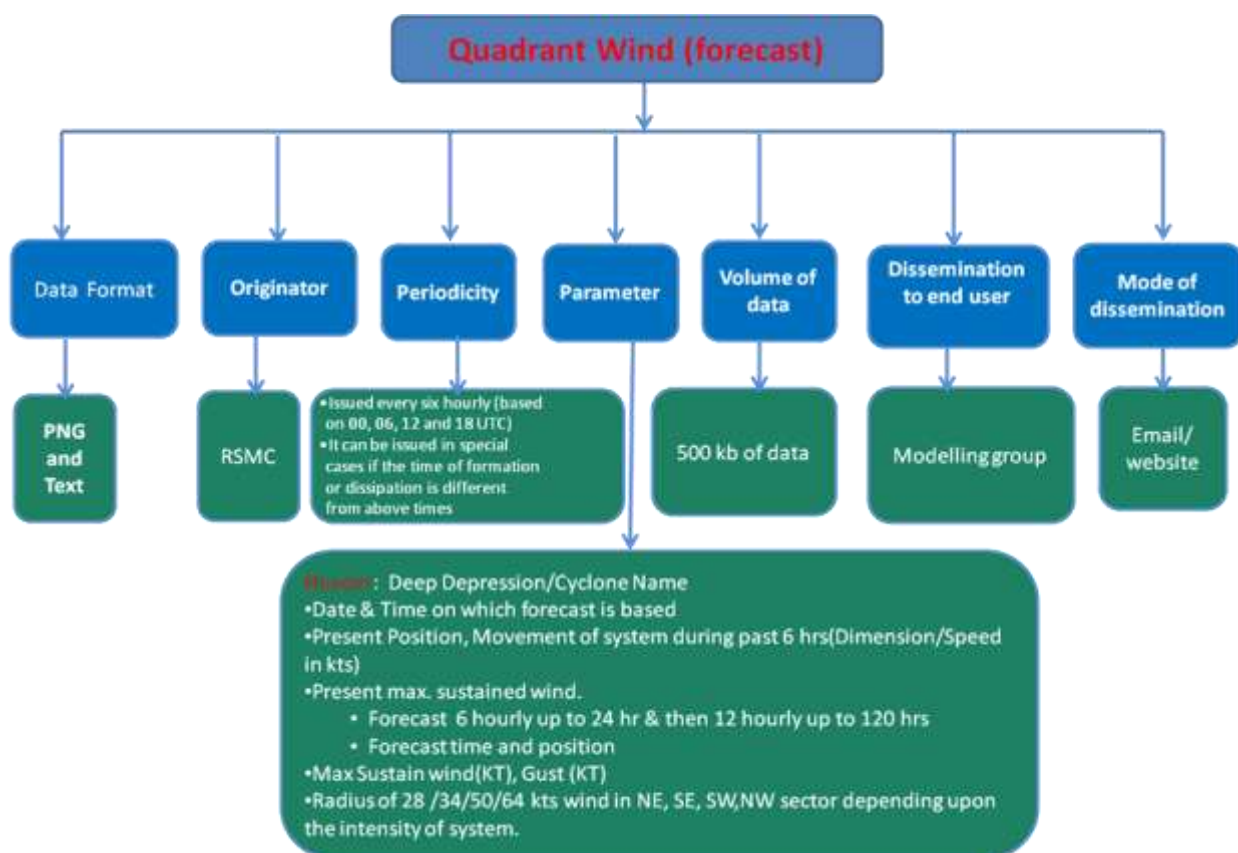 Quadrant Wind (forecast)
Data Format
Originator
Periodicity
Parameter
Volume of
data
Dissemination
to end user
Mode of
dissemination
PNG
and
Text
RSMC
•Issued every six hourly (based
on 00, 06, 12 and 18 UTC)
•It can be issued in special
cases if the time of formation
or dissipation is different
from above times
500 kb of data
Modelling group
Email/
website
: Deep Depression/Cyclone Name
•Date & Time on which forecast is based
•Present Position, Movement of system during past 6 hrs(Dimension/Speed
in kts)
•Present max. sustained wind.
• Forecast 6 hourly up to 24 hr & then 12 hourly up to 120 hrs
• Forecast time and position
•Max Sustain wind(KT), Gust (KT)
•Radius of 28 /34/50/64 kts wind in NE, SE, SW,NW sector depending upon
the intensity of system.